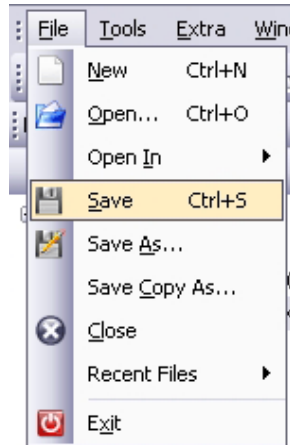 File Tools Extra
New Ctrl+N
Open... Ctrl+O
Open In
Save Ctrl+S
Save As...
Save Copy As...
Close
Recent Files
Exit